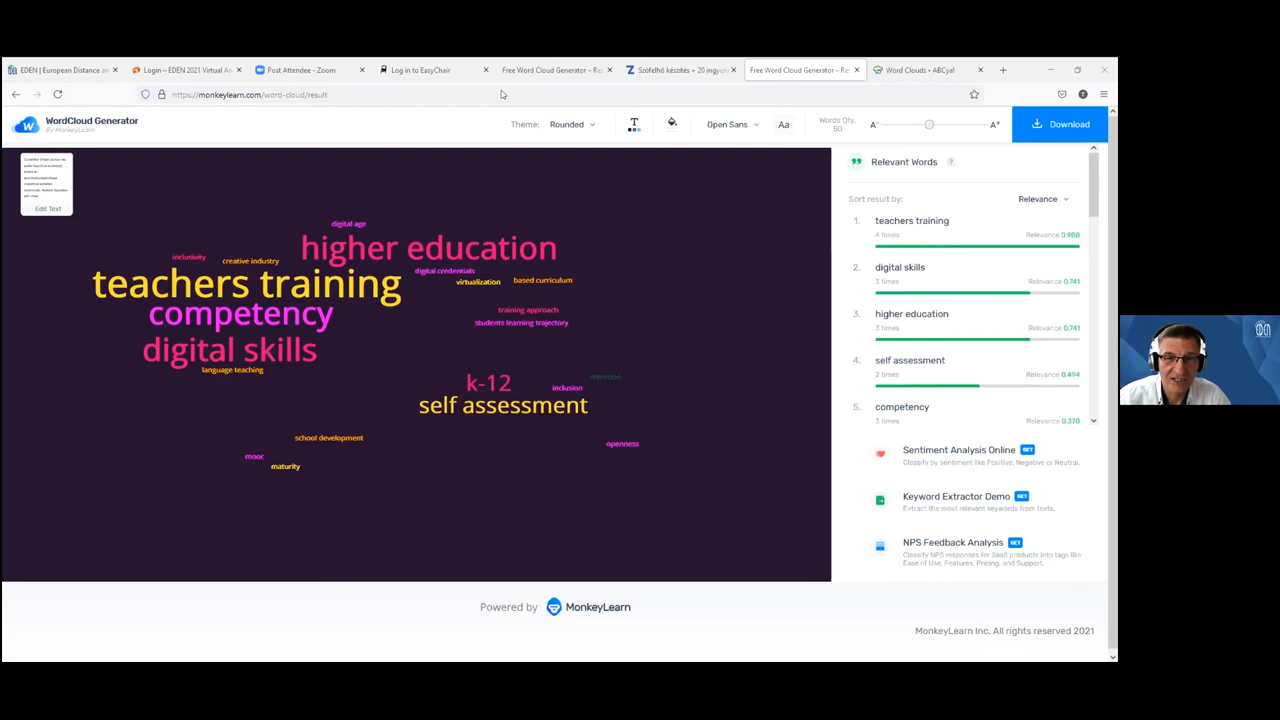 EDEN | European Distance an
Login – EDEN 2021 Virtual An
Post Attendee - Zoom
Log in to EasyChair
Free Word Cloud Generator – Re
Szófelhő készítés = 20 ingyen
Free Word Cloud Generator – Re
Word Clouds • ABCya!
https://monkeylearn.com/word-cloud/result
WordCloud Generator
By MonkeyLearn
Theme: Rounded
Open Sans
Aa
Words Qty.
50
A-
A+
Download
Edit Text
digital age
higher education
inclusivity
creative industry
digital credentials
teachers training
virtualization
based curriculum
competency
training approach
students learning trajectory
digital skills
language teaching
k-12
inclusion
self assessment
school development
openness
mooc
maturity
Relevant Words ?
Sort result by: Relevance
1. teachers training
4 times Relevance 0.988
2. digital skills
3 times Relevance 0.741
3. higher education
3 times Relevance 0.741
4. self assessment
2 times Relevance 0.494
5. competency
3 times Relevance 0.370
Sentiment Analysis Online GET
Classify by sentiment like Positive, Negative or Neutral.
Keyword Extractor Demo GET
Extract the most relevant keywords from texts.
NPS Feedback Analysis GET
Classify NPS responses for SaaS products into tags like
Ease of Use, Features, Pricing, and Support.
Powered by MonkeyLearn
MonkeyLearn Inc. All rights reserved 2021